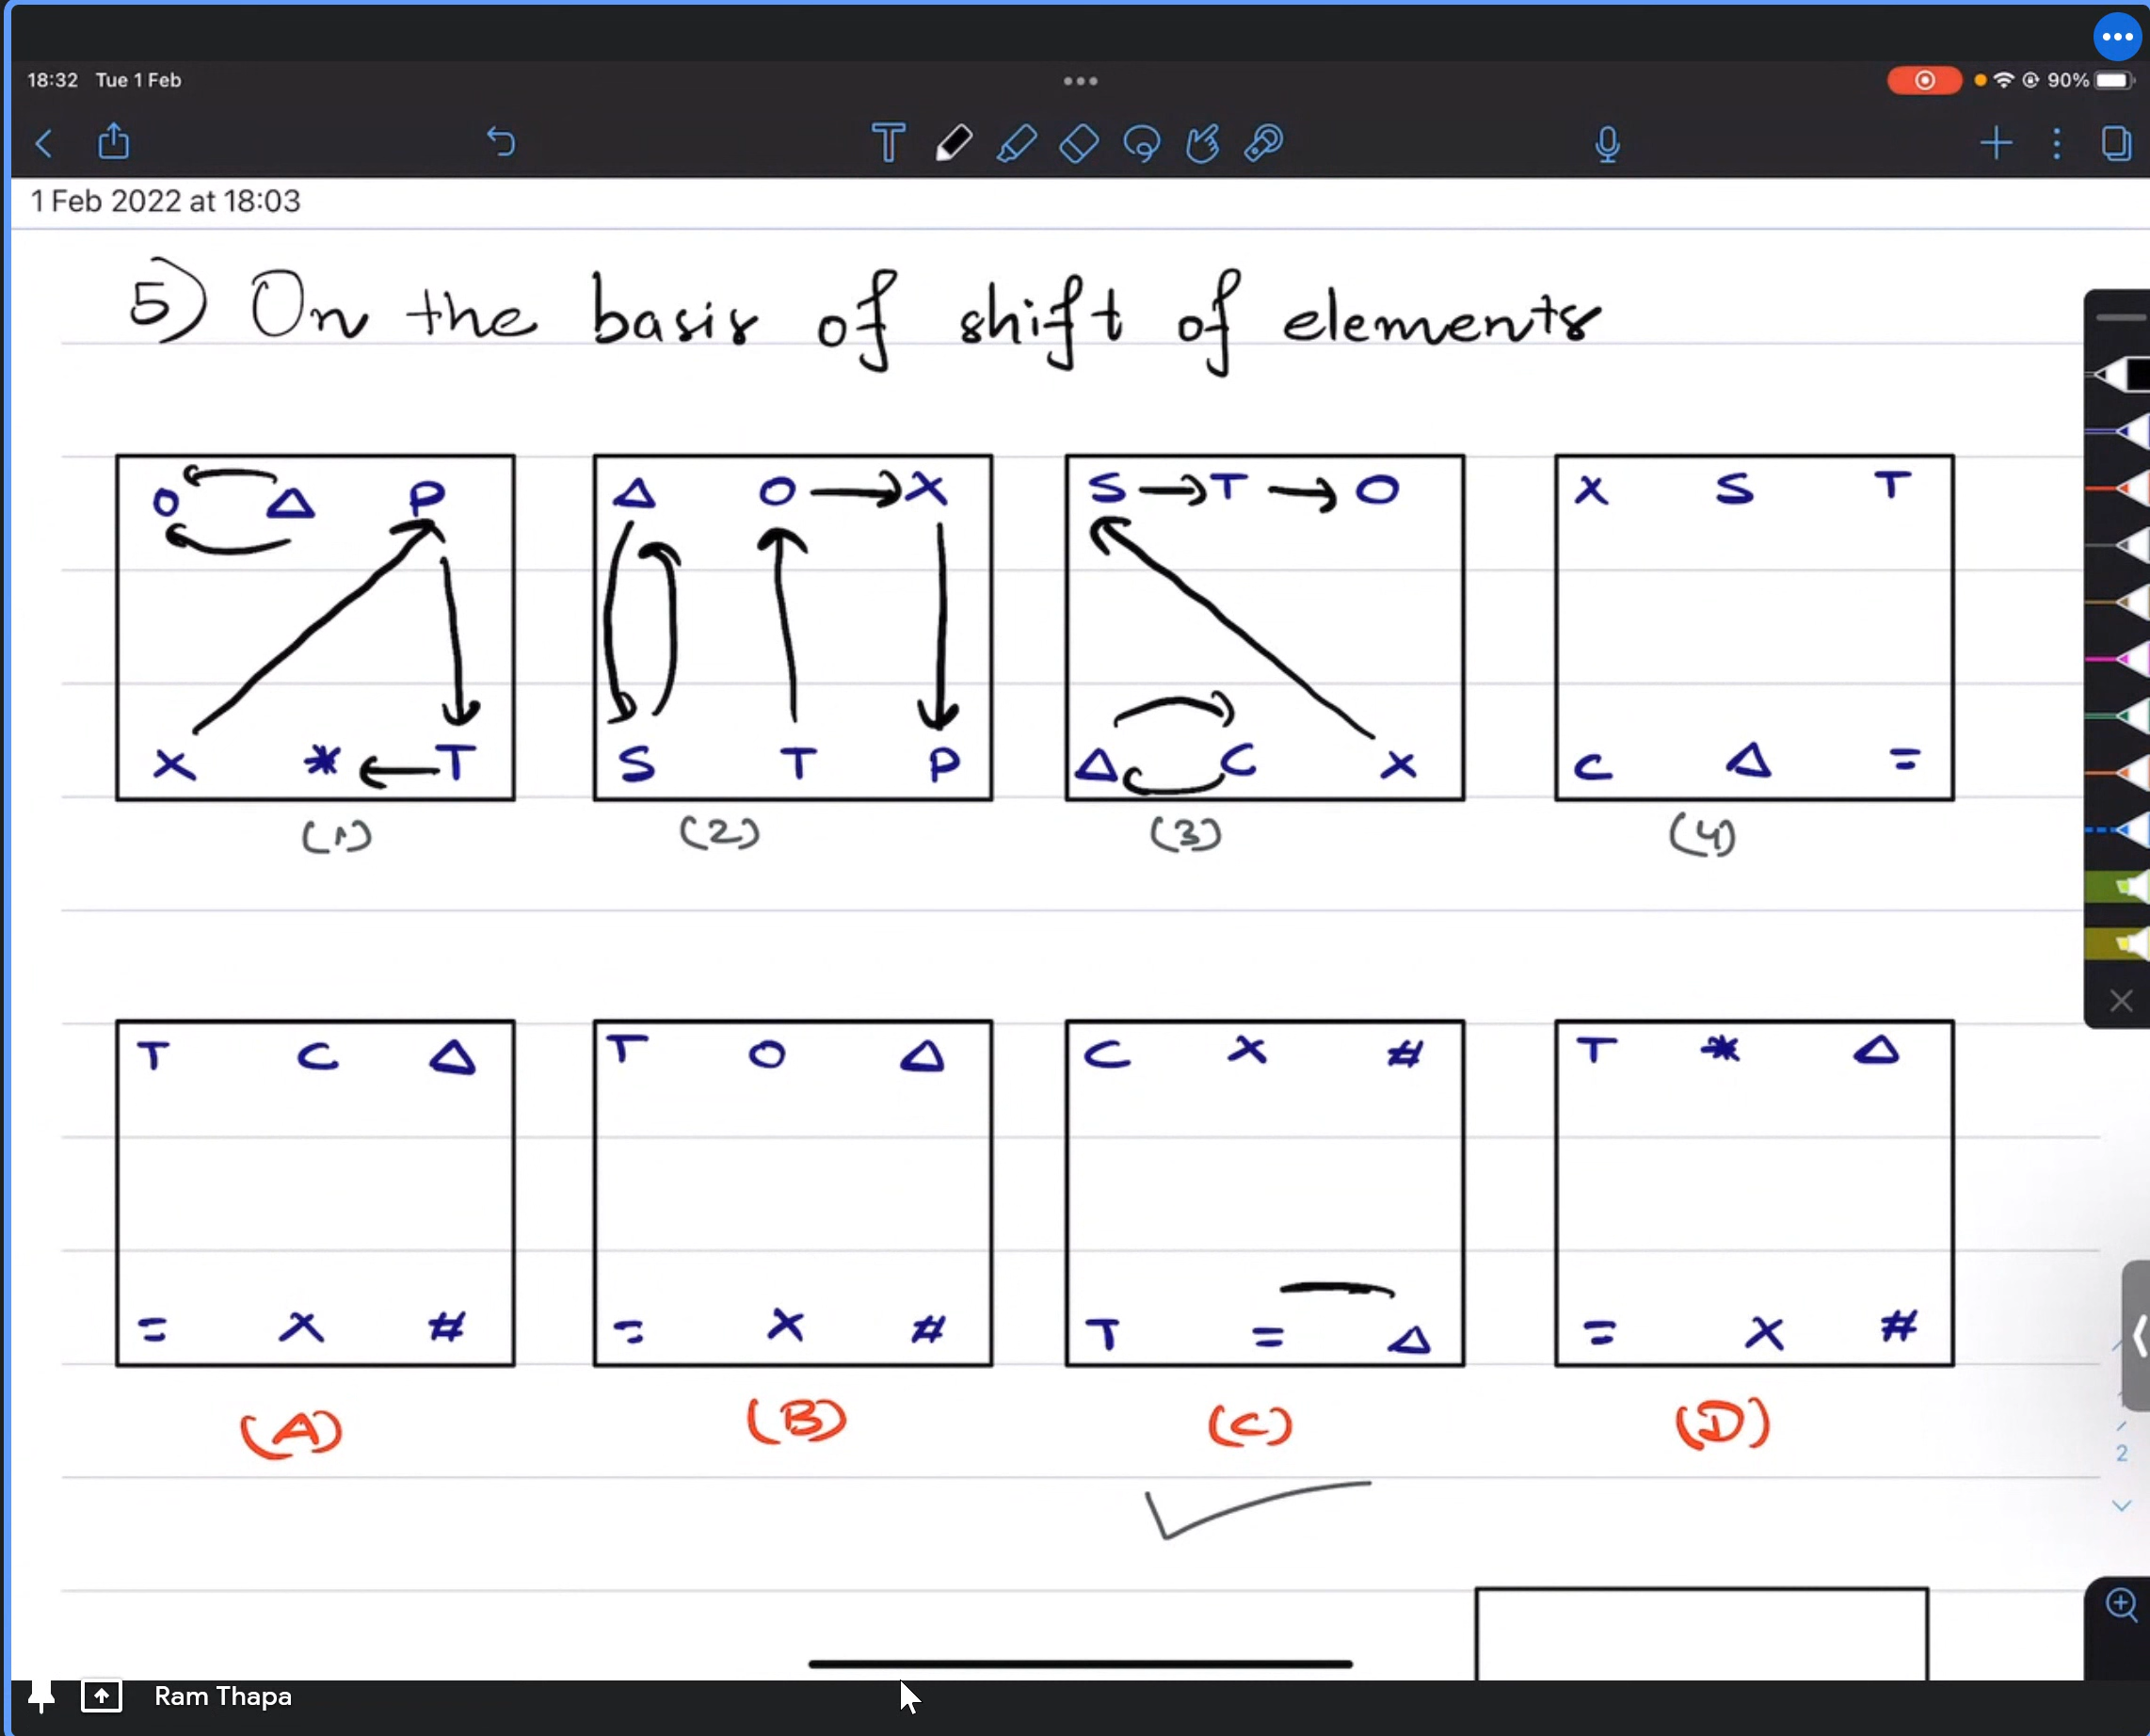 18:32 Tue 1 Feb
90%
1 Feb 2022 at 18:03
5) On the basis of shift of elements
O Δ P
Δ O X
S T O
X S T
X * T
S T P
Δ C X
C Δ =
(1)
(2)
(3)
(4)
T C Δ
T O Δ
C X #
T * Δ
= X #
= X #
T = Δ
= X #
(A)
(B)
(C)
(D)
2
Ram Thapa